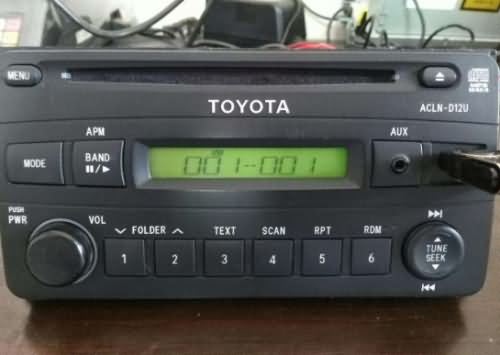 MENU
TOYOTA
ACLN-D12U
APM
AUX
MODE
BAND
001--001
PUSH
PWR
VOL
FOLDER
TEXT
SCAN
RPT
RDM
1
2
3
4
5
6
TUNE
SEEK